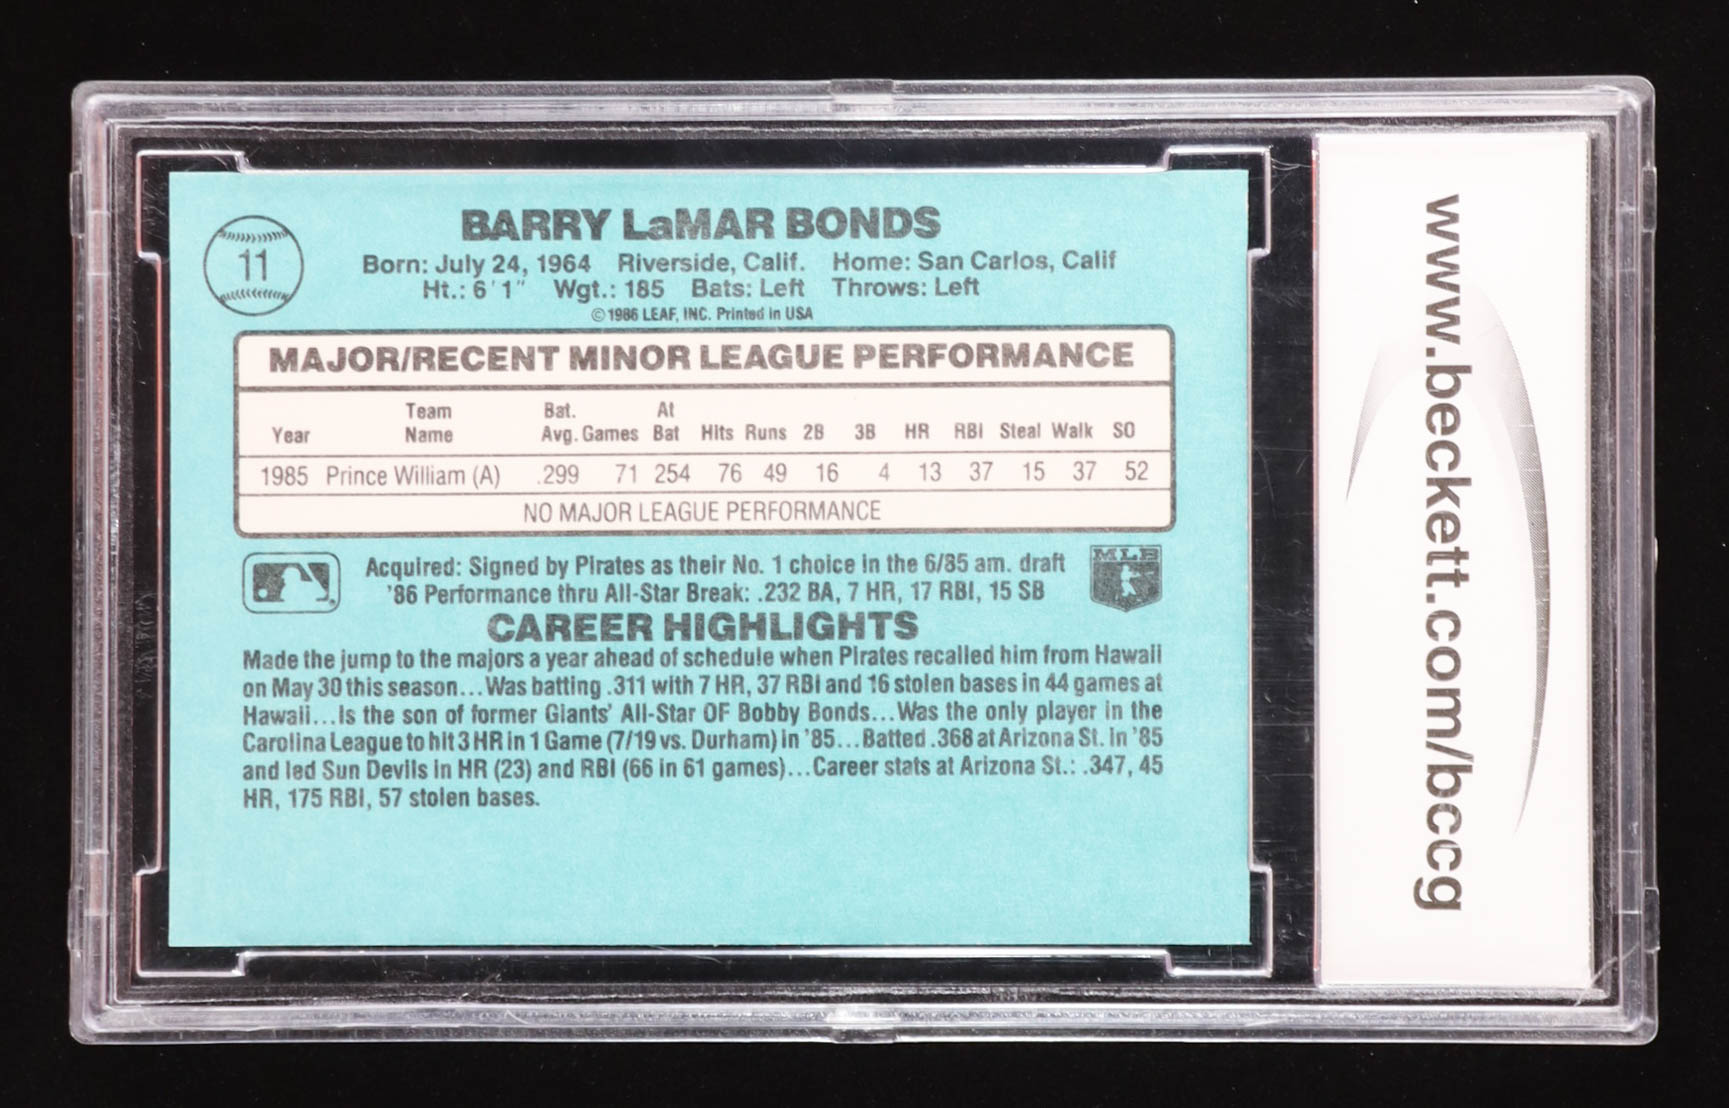 11
BARRY LaMAR BONDS
Born: July 24, 1964 Riverside, Calif. Home: San Carlos, Calif
Ht.: 6'1" Wgt.: 185 Bats: Left Throws: Left
©1986 LEAF, INC. Printed in USA
MAJOR/RECENT MINOR LEAGUE PERFORMANCE
Year Team Name Bat. Avg. Games At Bat Hits Runs 2B 3B HR RBI Steal Walk SO
1985 Prince William (A) .299 71 254 76 49 16 4 13 37 15 37 52
NO MAJOR LEAGUE PERFORMANCE
Acquired: Signed by Pirates as their No. 1 choice in the 6/85 am. draft
'86 Performance thru All-Star Break: .232 BA, 7 HR, 17 RBI, 15 SB
MLB
CAREER HIGHLIGHTS
Made the jump to the majors a year ahead of schedule when Pirates recalled him from Hawaii
on May 30 this season...Was batting .311 with 7 HR, 37 RBI and 16 stolen bases in 44 games at
Hawaii...Is the son of former Giants' All-Star OF Bobby Bonds...Was the only player in the
Carolina League to hit 3 HR in 1 Game (7/19 vs. Durham) in '85...Batted .368 at Arizona St. in '85
and led Sun Devils in HR (23) and RBI (66 in 61 games)...Career stats at Arizona St.: .347, 45
HR, 175 RBI, 57 stolen bases.
www.beckett.com/bccg